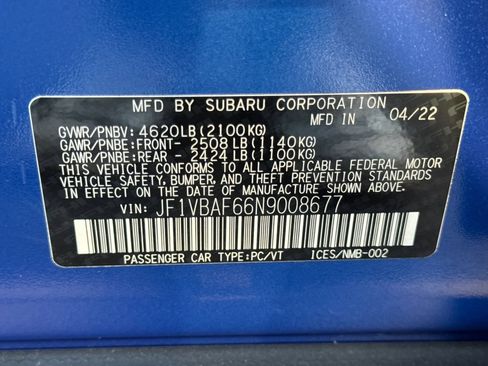 MFD BY SUBARU CORPORATION
MFD IN 04/22
GVWR/PNBV: 4620LB(2100KG)
GAWR/PNBE:FRONT- 2508LB(1140KG)
GAWR/PNBE:REAR - 2424LB(1100KG)
THIS VEHICLE CONFORMS TO ALL APPLICABLE FEDERAL MOTOR
VEHICLE SAFETY, BUMPER, AND THEFT PREVENTION STANDARDS
IN EFFECT ON THE DATE OF MANUFACTURE SHOWN ABOVE.
VIN: JF1VBAF66N9008677
PASSENGER CAR TYPE:PC/VT ICES/NMB-002